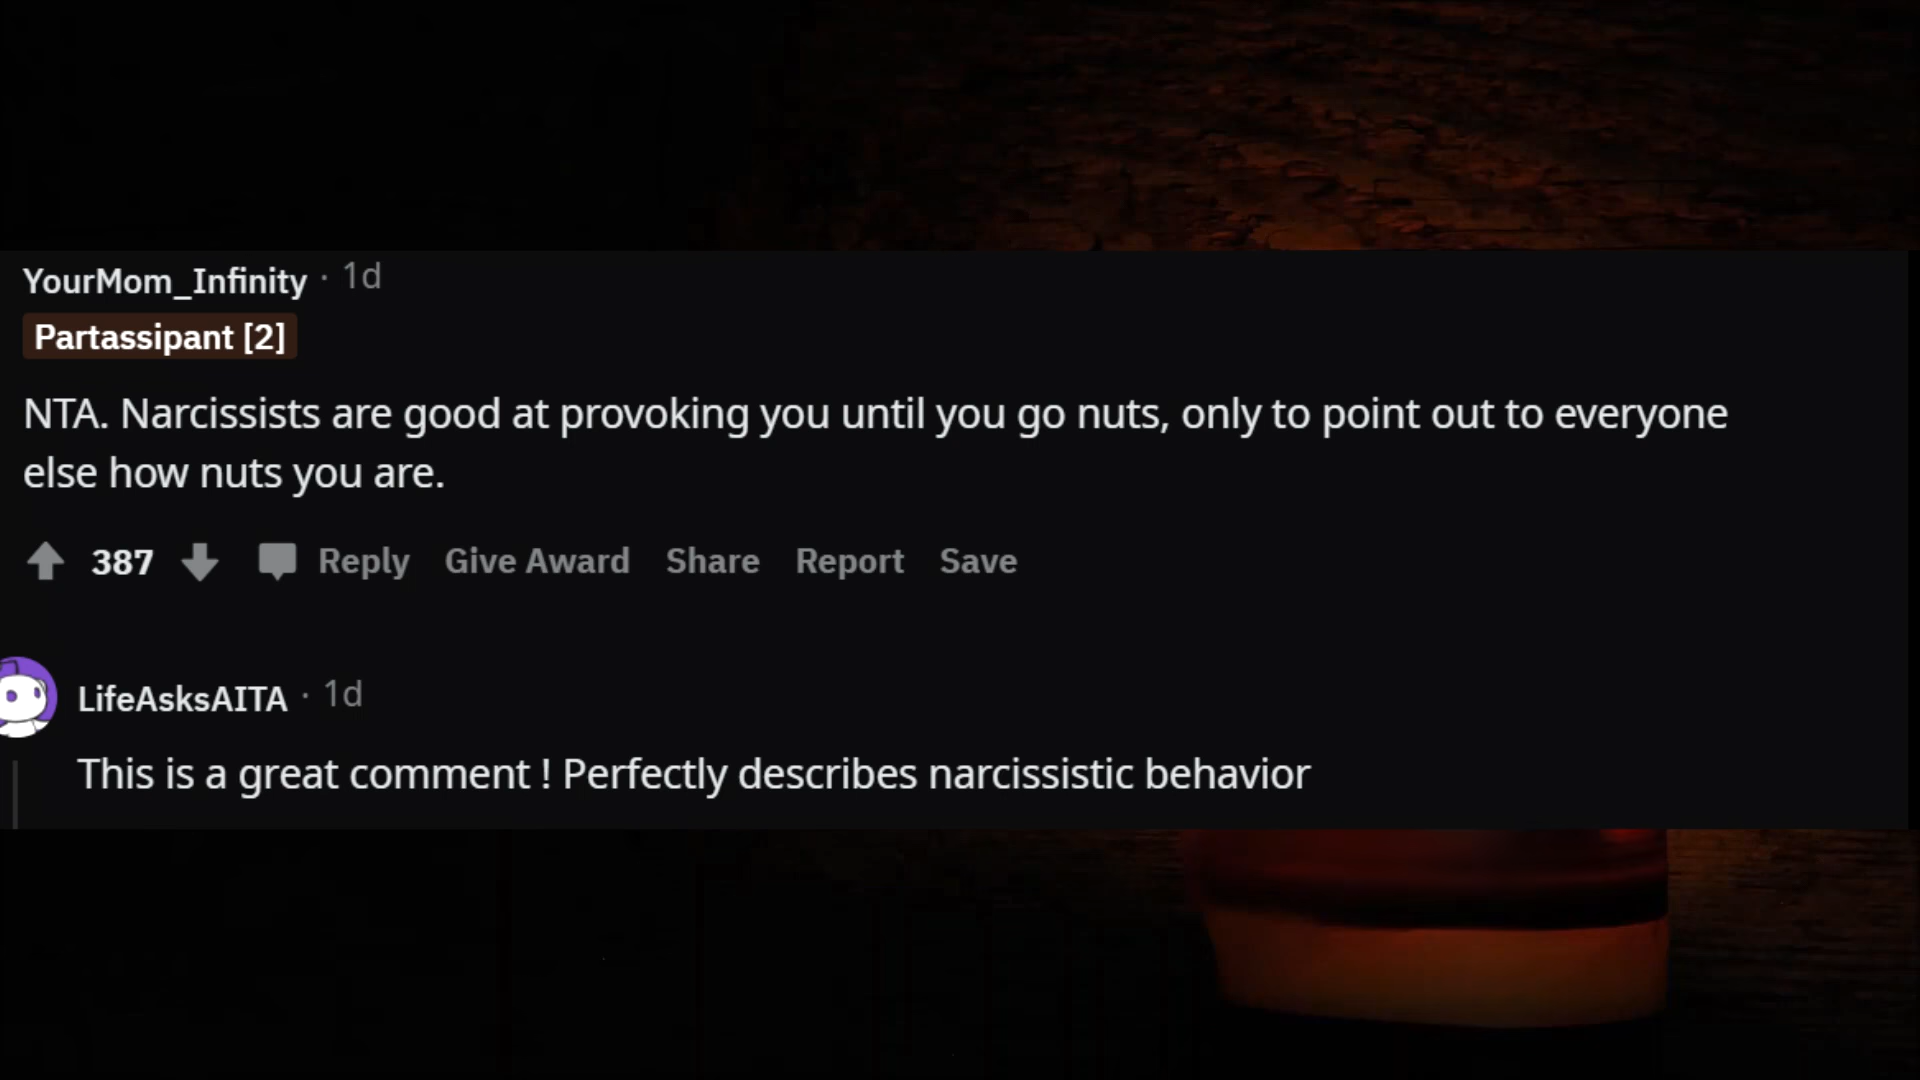 YourMom_Infinity · 1d
Partassipant [2]
NTA. Narcissists are good at provoking you until you go nuts, only to point out to everyone
else how nuts you are.
387 Reply Give Award Share Report Save
LifeAsksAITA · 1d
This is a great comment ! Perfectly describes narcissistic behavior